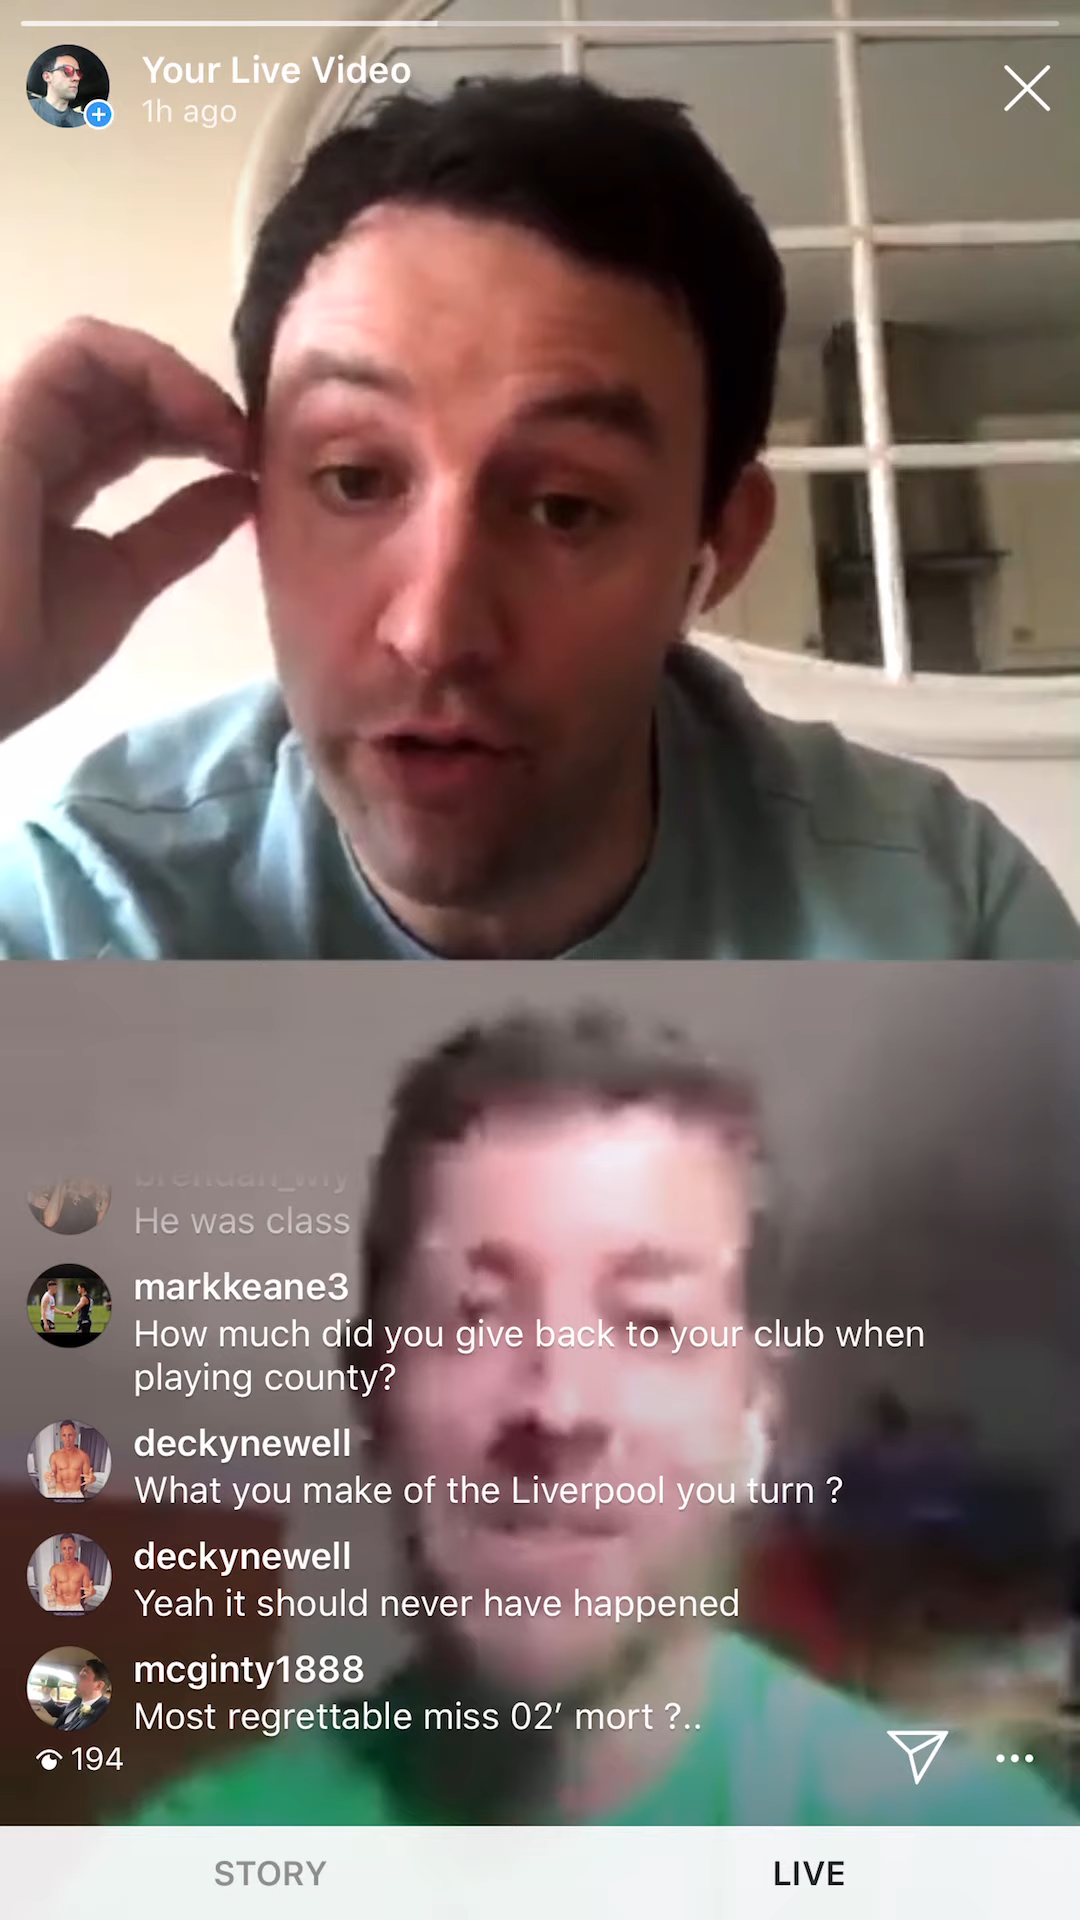 Your Live Video
1h ago
He was class
markkeane3
How much did you give back to your club when
playing county?
deckynewell
What you make of the Liverpool you turn ?
deckynewell
Yeah it should never have happened
mcginty1888
Most regrettable miss 02’ mort ?..
194
STORY
LIVE